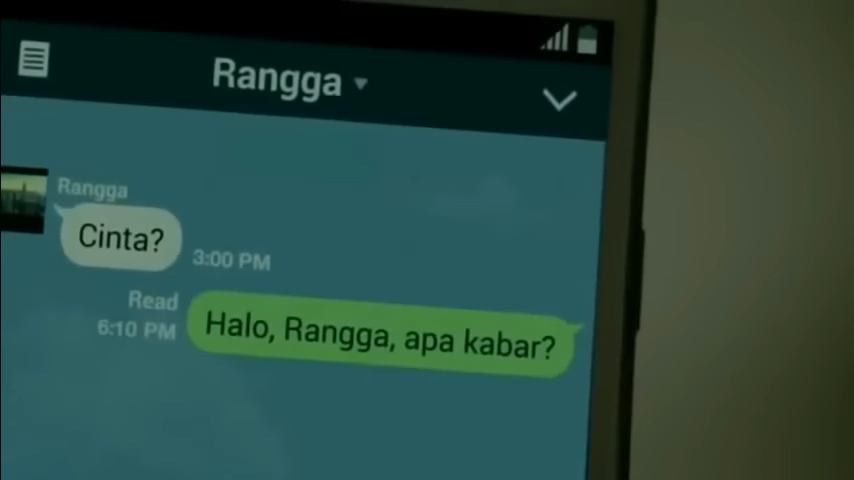 Rangga
Rangga
Cinta?
3:00 PM
Read
6:10 PM
Halo, Rangga, apa kabar?